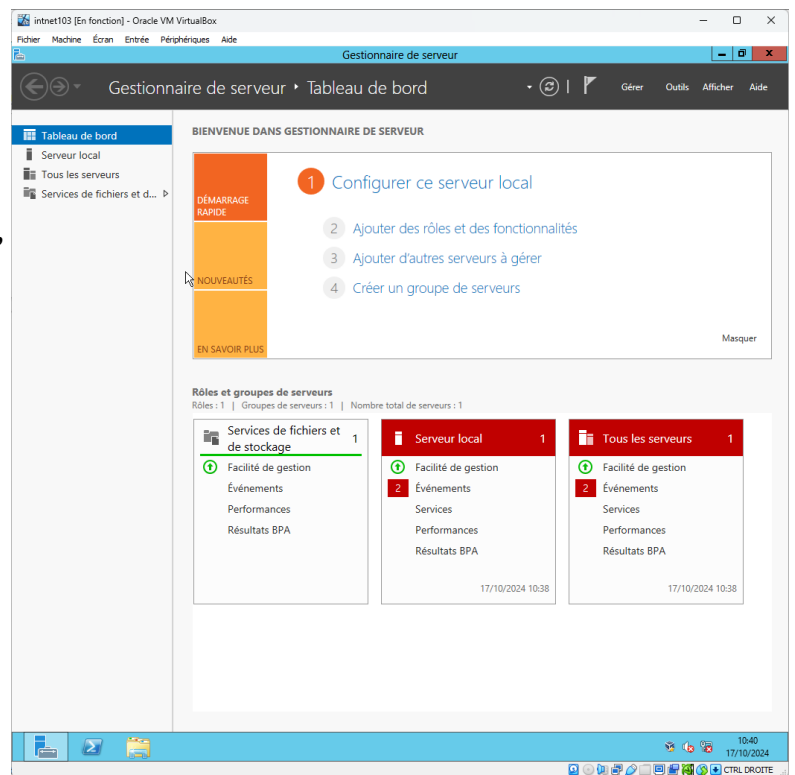 intnet103 [En fonction] - Oracle VM VirtualBox
Fichier Machine Écran Entrée Périphériques Aide
Gestionnaire de serveur
Gestionnaire de serveur ‣ Tableau de bord
Gérer Outils Afficher Aide
Tableau de bord
Serveur local
Tous les serveurs
Services de fichiers et d...
BIENVENUE DANS GESTIONNAIRE DE SERVEUR
DÉMARRAGE
RAPIDE
NOUVEAUTÉS
EN SAVOIR PLUS
1 Configurer ce serveur local
2 Ajouter des rôles et des fonctionnalités
3 Ajouter d'autres serveurs à gérer
4 Créer un groupe de serveurs
Masquer
Rôles et groupes de serveurs
Rôles : 1 | Groupes de serveurs : 1 | Nombre total de serveurs : 1
Services de fichiers et
de stockage 1
Facilité de gestion
Événements
Performances
Résultats BPA
Serveur local 1
Facilité de gestion
2 Événements
Services
Performances
Résultats BPA
17/10/2024 10:38
Tous les serveurs 1
Facilité de gestion
2 Événements
Services
Performances
Résultats BPA
17/10/2024 10:38
10:40
17/10/2024
CTRL DROITE